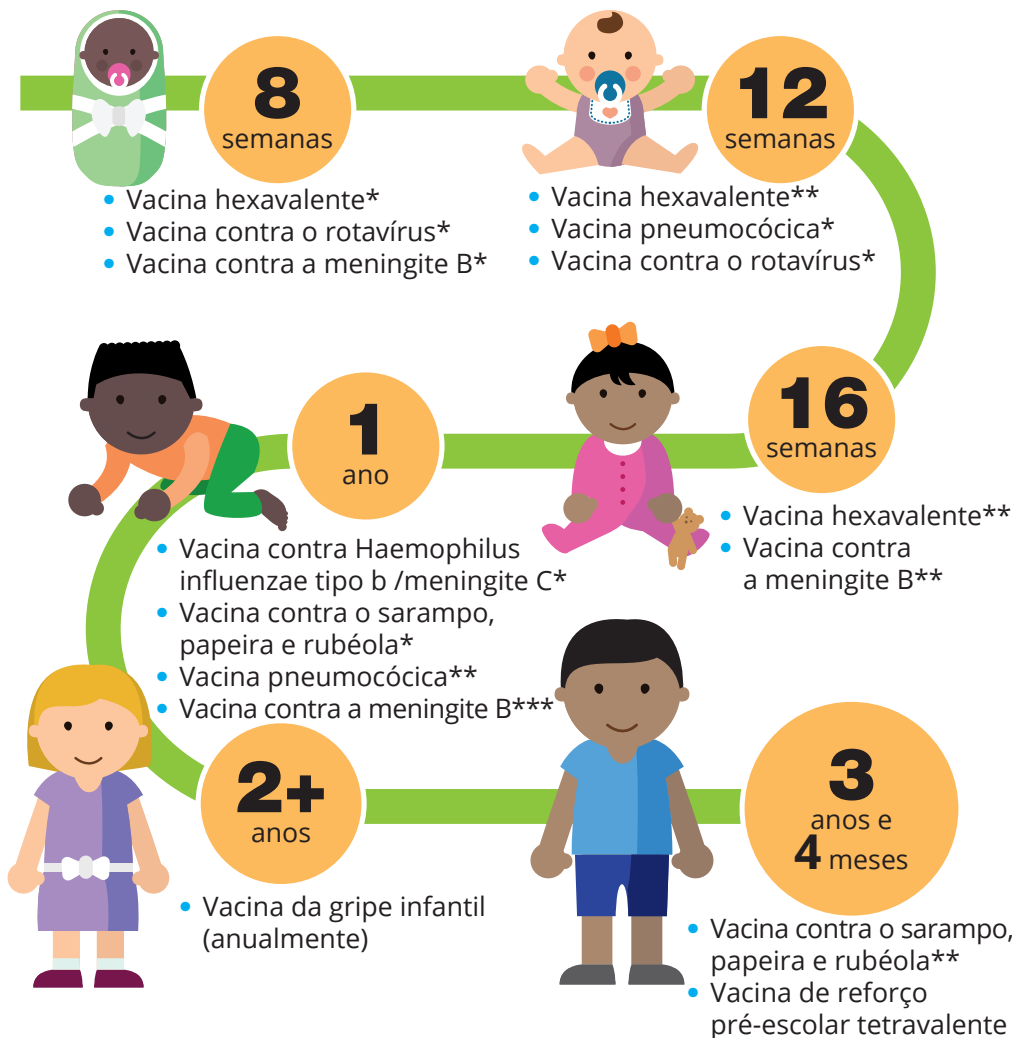 8
semanas
• Vacina hexavalente*
• Vacina contra o rotavírus*
• Vacina contra a meningite B*
12
semanas
• Vacina hexavalente**
• Vacina pneumocócica*
• Vacina contra o rotavírus*
16
semanas
• Vacina hexavalente**
• Vacina contra
a meningite B**
1
ano
• Vacina contra Haemophilus
influenzae tipo b /meningite C*
• Vacina contra o sarampo,
papeira e rubéola*
• Vacina pneumocócica**
• Vacina contra a meningite B***
2+
anos
• Vacina da gripe infantil
(anualmente)
3
anos e
4 meses
• Vacina contra o sarampo,
papeira e rubéola**
• Vacina de reforço
pré-escolar tetravalente